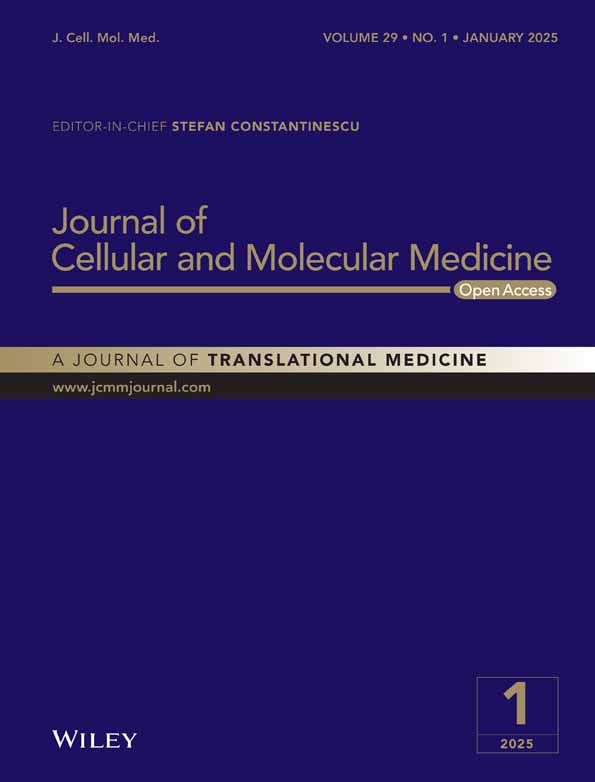 J. Cell. Mol. Med.
VOLUME 29 • NO. 1 • JANUARY 2025
EDITOR-IN-CHIEF STEFAN CONSTANTINESCU
Journal of
Cellular and Molecular Medicine
Open Access
A JOURNAL OF TRANSLATIONAL MEDICINE
www.jcmmjournal.com
1
2025
WILEY